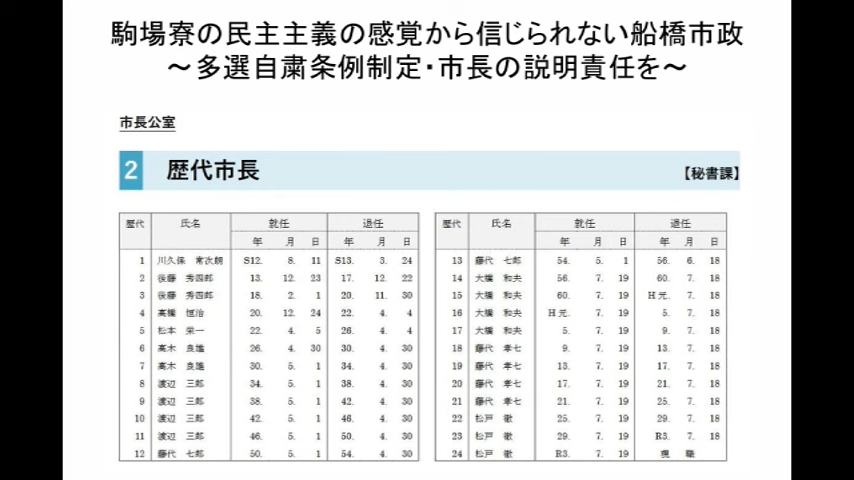 駒場寮の民主主義の感覚から信じられない船橋市政
～多選自粛条例制定・市長の説明責任を～
市長公室
2 歴代市長 【秘書課】
歴代 氏名 就任 退任
年 月 日 年 月 日
1 川久保 常次朗 S12. 8. 11 S13. 3. 24
2 後藤 秀四郎 13. 12. 23 17. 12. 22
3 後藤 秀四郎 18. 2. 1 20. 11. 30
4 高橋 恒治 20. 12. 24 22. 4. 4
5 松本 栄一 22. 4. 5 26. 4. 4
6 高木 良雄 26. 4. 30 30. 4. 30
7 高木 良雄 30. 5. 1 34. 4. 30
8 渡辺 三郎 34. 5. 1 38. 4. 30
9 渡辺 三郎 38. 5. 1 42. 4. 30
10 渡辺 三郎 42. 5. 1 46. 4. 30
11 渡辺 三郎 46. 5. 1 50. 4. 30
12 藤代 七郎 50. 5. 1 54. 4. 30
歴代 氏名 就任 退任
年 月 日 年 月 日
13 藤代 七郎 54. 5. 1 56. 6. 18
14 大橋 和夫 56. 7. 19 60. 7. 18
15 大橋 和夫 60. 7. 19 H元. 7. 18
16 大橋 和夫 H元. 7. 19 5. 7. 18
17 大橋 和夫 5. 7. 19 9. 7. 18
18 藤代 孝七 9. 7. 19 13. 7. 18
19 藤代 孝七 13. 7. 19 17. 7. 18
20 藤代 孝七 17. 7. 19 21. 7. 18
21 藤代 孝七 21. 7. 19 25. 7. 18
22 松戸 徹 25. 7. 19 29. 7. 18
23 松戸 徹 29. 7. 19 R3. 7. 18
24 松戸 徹 R3. 7. 19 現 職